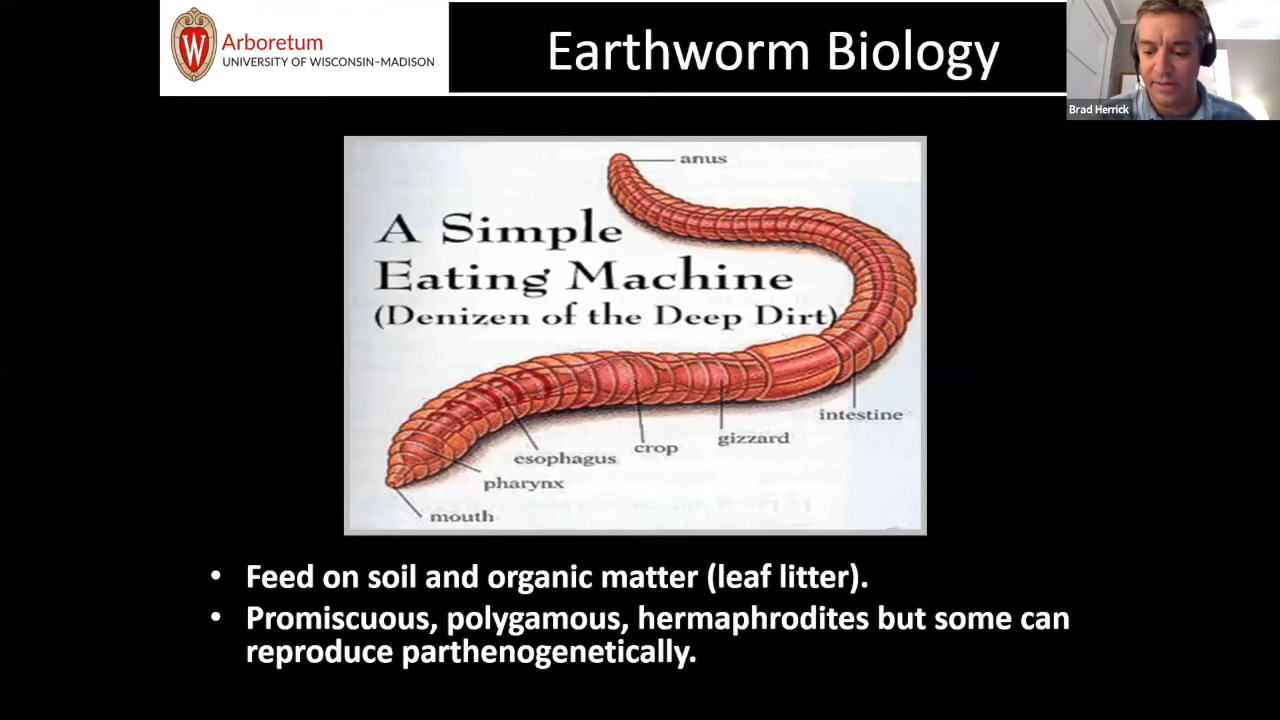 Arboretum
UNIVERSITY OF WISCONSIN–MADISON
Earthworm Biology
Brad Herrick
anus
A Simple
Eating Machine
(Denizen of the Deep Dirt)
intestine
gizzard
crop
esophagus
pharynx
mouth
• Feed on soil and organic matter (leaf litter).
• Promiscuous, polygamous, hermaphrodites but some can
reproduce parthenogenetically.
W